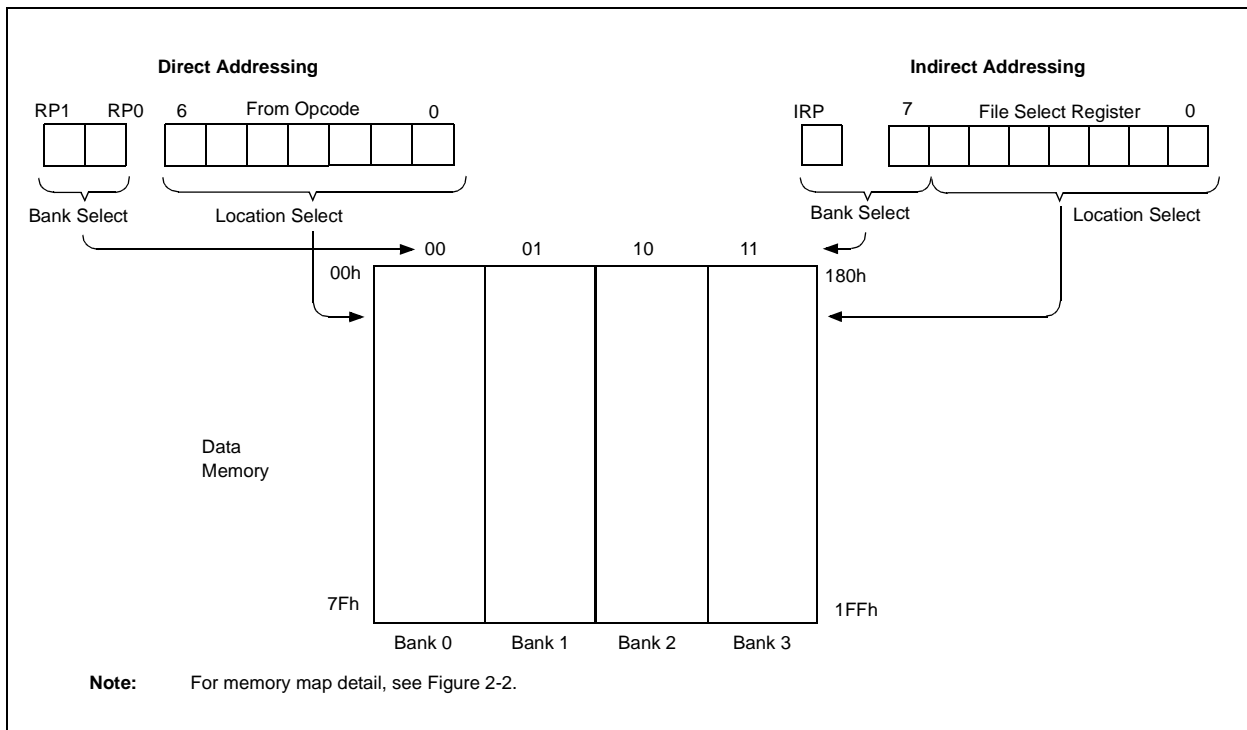 Direct Addressing
Indirect Addressing
RP1 RP0 6 From Opcode 0
IRP 7 File Select Register 0
Bank Select Location Select
Bank Select Location Select
00 01 10 11
00h 180h
Data
Memory
7Fh 1FFh
Bank 0 Bank 1 Bank 2 Bank 3
Note: For memory map detail, see Figure 2-2.